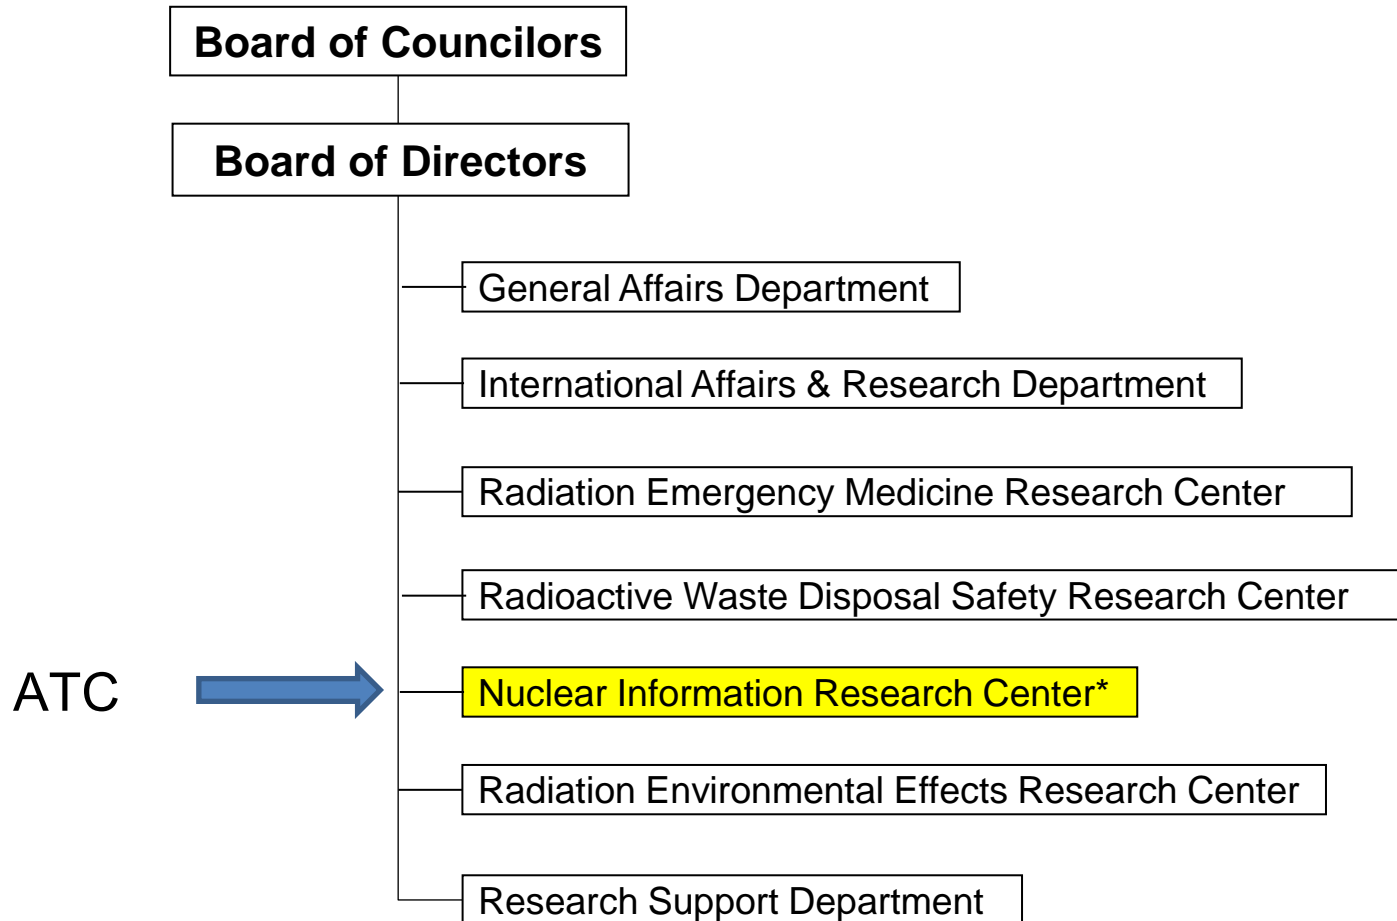 Board of Councilors
Board of Directors
General Affairs Department
International Affairs & Research Department
Radiation Emergency Medicine Research Center
Radioactive Waste Disposal Safety Research Center
ATC
Nuclear Information Research Center*
Radiation Environmental Effects Research Center
Research Support Department